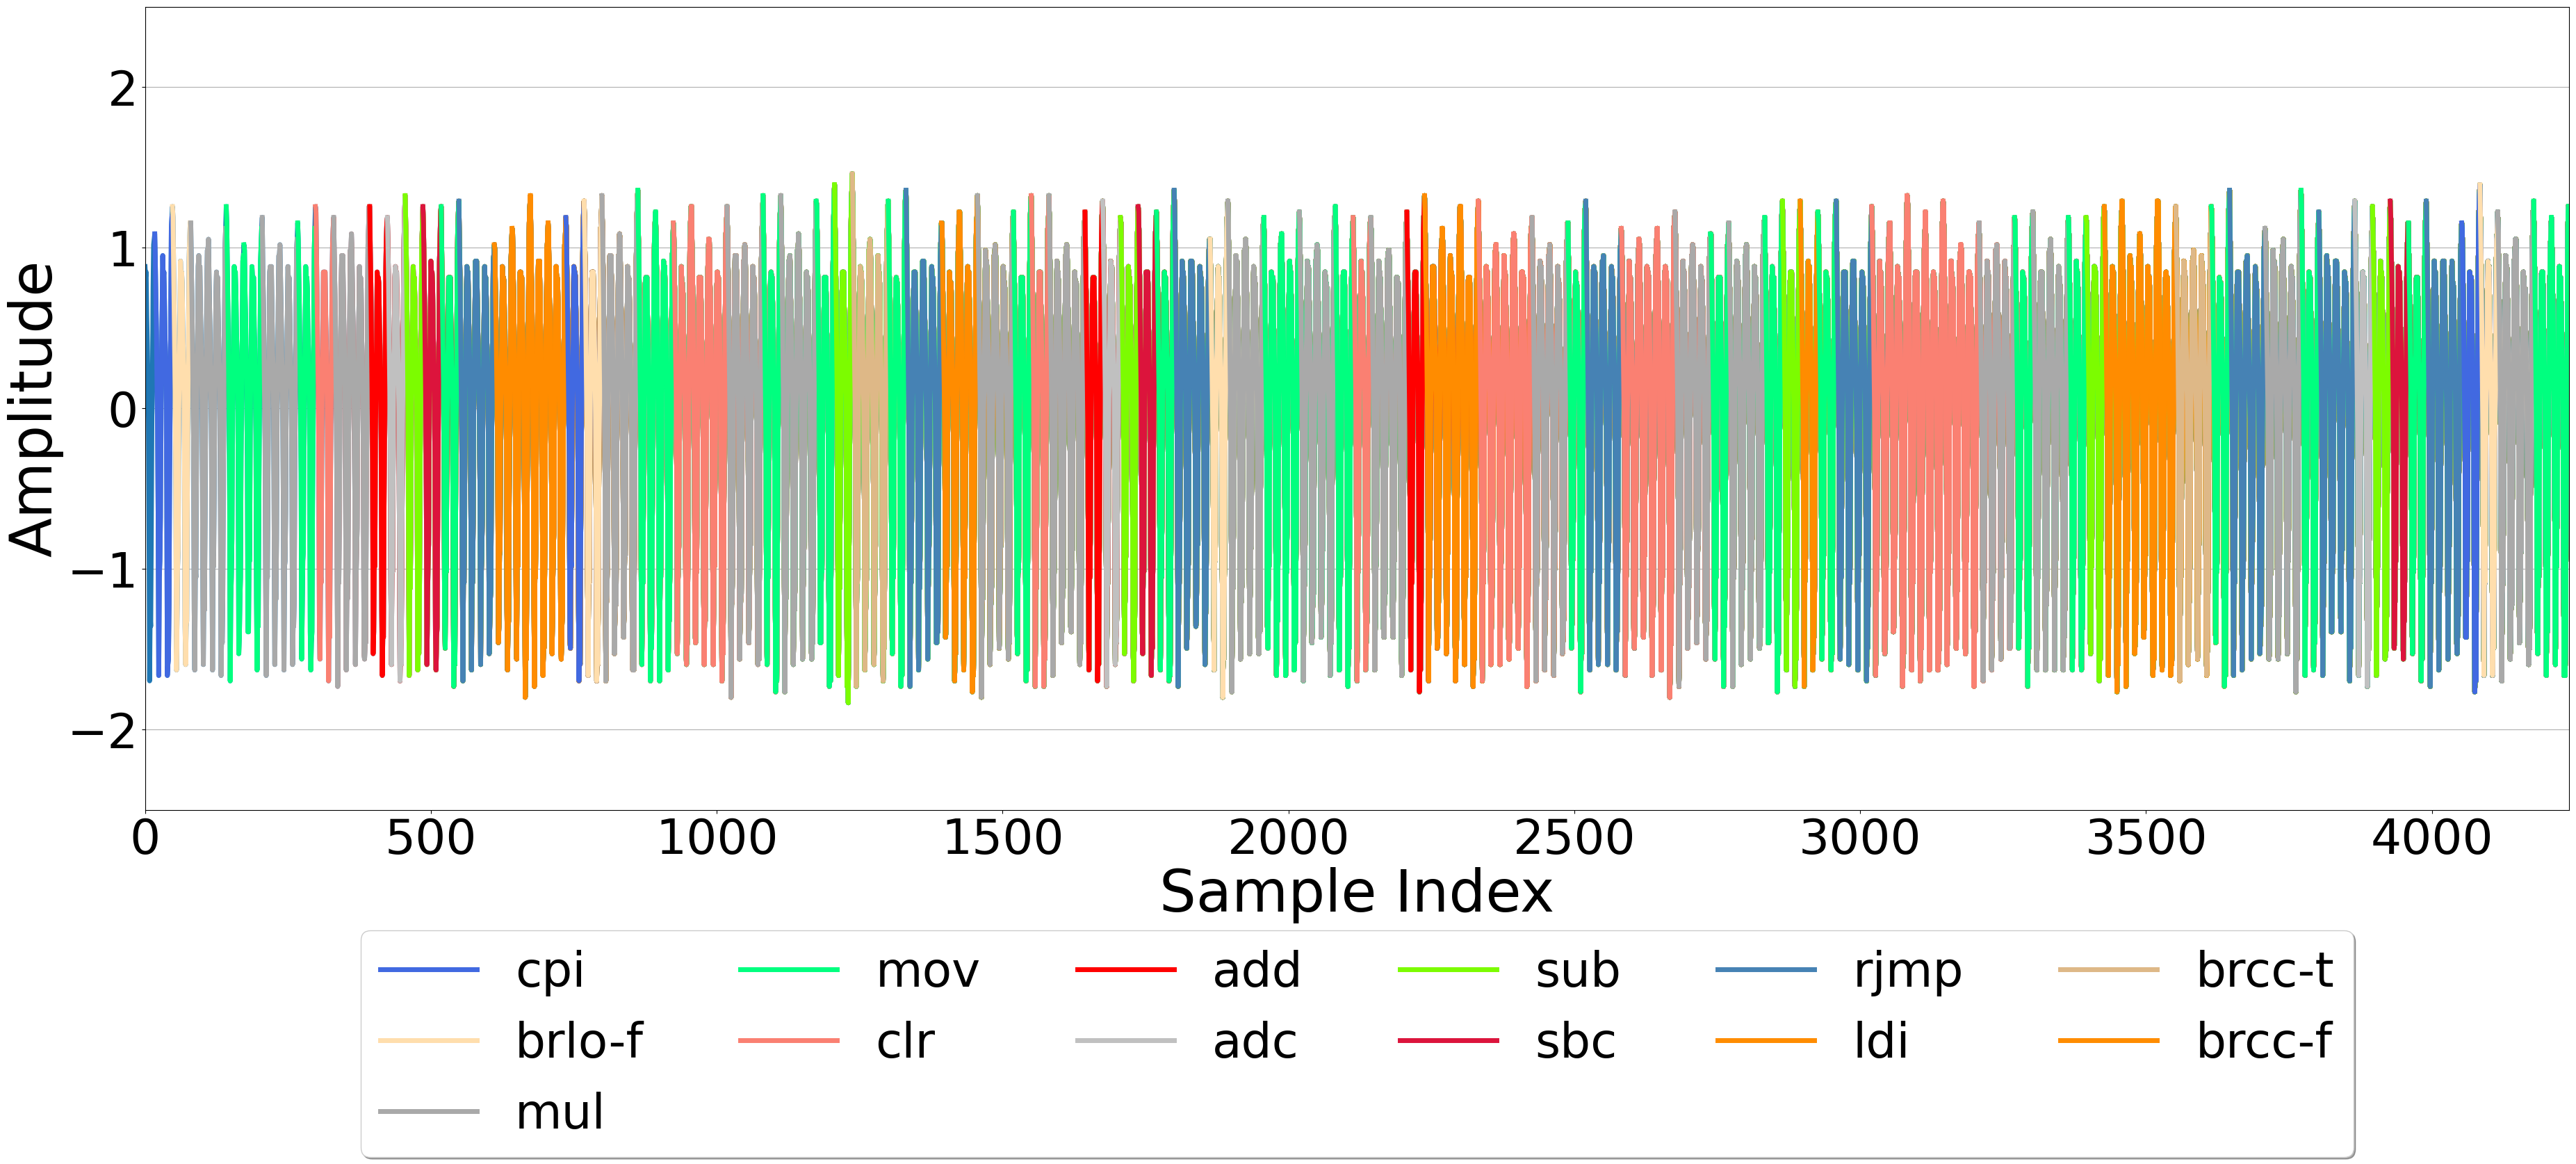 Amplitude
2
1
0
−1
−2
0 500 1000 1500 2000 2500 3000 3500 4000
Sample Index
cpi mov add sub rjmp brcc-t
brlo-f clr adc sbc ldi brcc-f
mul